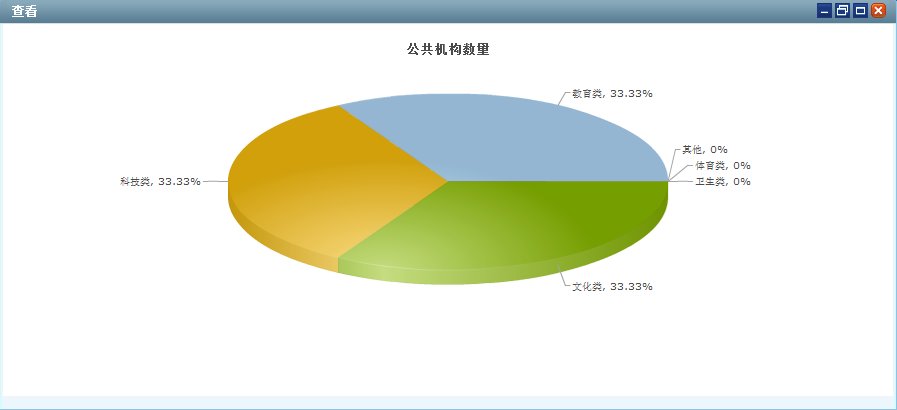 查看
公共机构数量
教育类, 33.33%
其他, 0%
体育类, 0%
科技类, 33.33%
卫生类, 0%
文化类, 33.33%